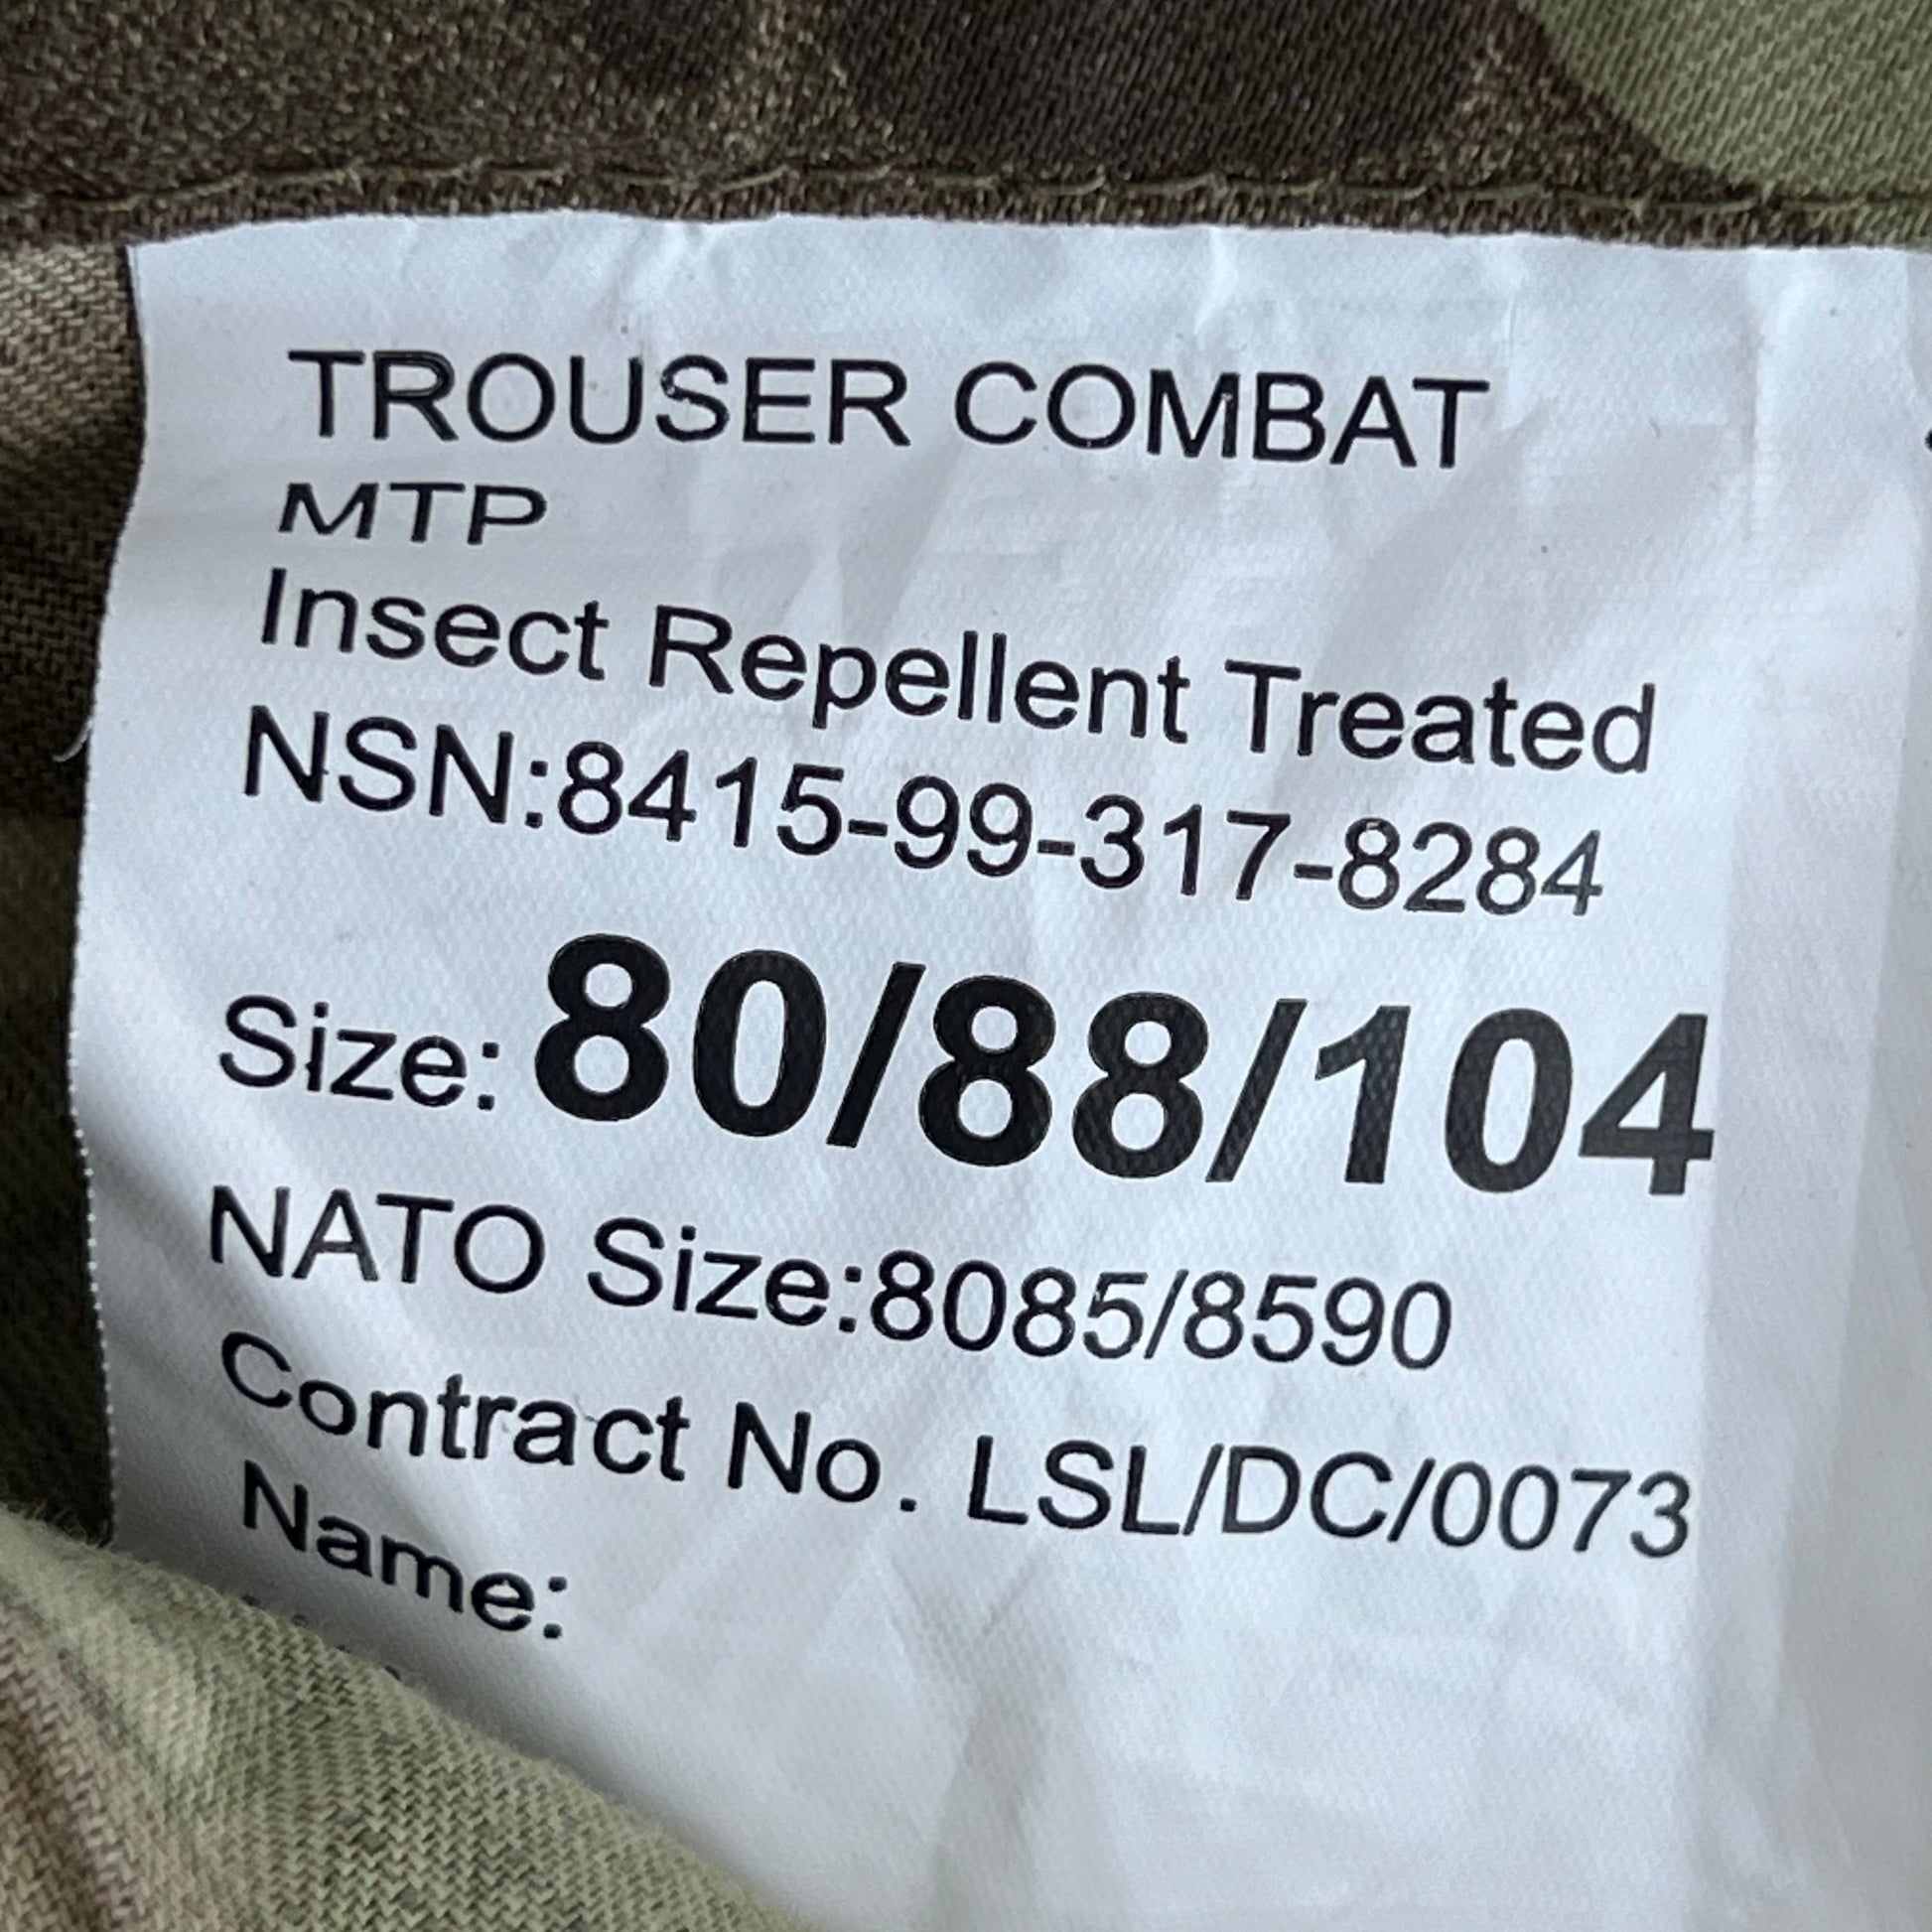 TROUSER COMBAT
MTP
Insect Repellent Treated
NSN:8415-99-317-8284
Size: 80/88/104
NATO Size:8085/8590
Contract No. LSL/DC/0073
Name: